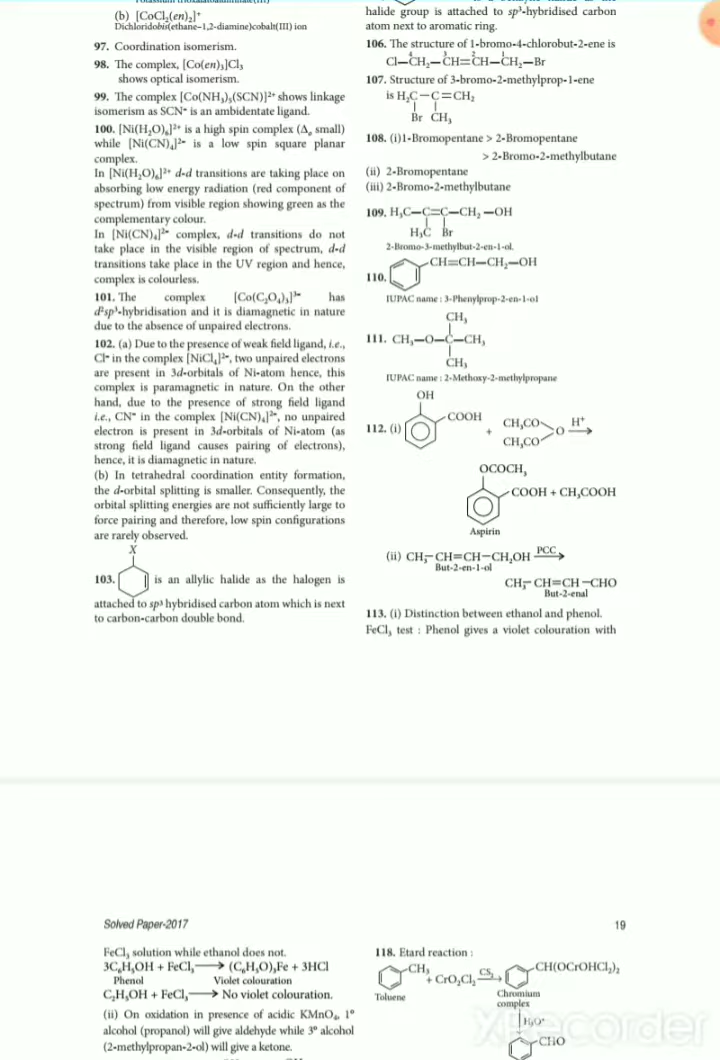 (b) [CoCl₂(en)₂]⁺
Dichloridobis(ethane-1,2-diamine)cobalt(III) ion
97. Coordination isomerism.
98. The complex, [Co(en)₃]Cl₃
shows optical isomerism.
99. The complex [Co(NH₃)₅(SCN)]²⁺ shows linkage
isomerism as SCN⁻ is an ambidentate ligand.
100. [Ni(H₂O)₆]²⁺ is a high spin complex (Δₒ small)
while [Ni(CN)₄]²⁻ is a low spin square planar
complex.
In [Ni(H₂O)₆]²⁺ d-d transitions are taking place on
absorbing low energy radiation (red component of
spectrum) from visible region showing green as the
complementary colour.
In [Ni(CN)₄]²⁻ complex, d-d transitions do not
take place in the visible region of spectrum, d-d
transitions take place in the UV region and hence,
complex is colourless.
101. The complex [Co(C₂O₄)₃]³⁻ has
d²sp³-hybridisation and it is diamagnetic in nature
due to the absence of unpaired electrons.
102. (a) Due to the presence of weak field ligand, i.e.,
Cl⁻ in the complex [NiCl₄]²⁻, two unpaired electrons
are present in 3d-orbitals of Ni-atom hence, this
complex is paramagnetic in nature. On the other
hand, due to the presence of strong field ligand
i.e., CN⁻ in the complex [Ni(CN)₄]²⁻, no unpaired
electron is present in 3d-orbitals of Ni-atom (as
strong field ligand causes pairing of electrons),
hence, it is diamagnetic in nature.
(b) In tetrahedral coordination entity formation,
the d-orbital splitting is smaller. Consequently, the
orbital splitting energies are not sufficiently large to
force pairing and therefore, low spin configurations
are rarely observed.
X
103. is an allylic halide as the halogen is
attached to sp³ hybridised carbon atom which is next
to carbon-carbon double bond.
halide group is attached to sp³-hybridised carbon
atom next to aromatic ring.
106. The structure of 1-bromo-4-chlorobut-2-ene is
4 3 2 1
Cl—CH₂—CH=CH—CH₂—Br
107. Structure of 3-bromo-2-methylprop-1-ene
is H₂C—C=CH₂
Br CH₃
108. (i)1-Bromopentane > 2-Bromopentane
> 2-Bromo-2-methylbutane
(ii) 2-Bromopentane
(iii) 2-Bromo-2-methylbutane
109. H₃C—C=C—CH₂—OH
H₃C Br
2-Bromo-3-methylbut-2-en-1-ol.
110. CH=CH—CH₂—OH
IUPAC name : 3-Phenylprop-2-en-1-ol
CH₃
111. CH₃—O—C—CH₃
CH₃
IUPAC name : 2-Methoxy-2-methylpropane
OH
112. (i) COOH + CH₃CO CH₃CO O H⁺
OCOCH₃
COOH + CH₃COOH
Aspirin
(ii) CH₃—CH=CH—CH₂OH PCC→
But-2-en-1-ol
CH₃—CH=CH—CHO
But-2-enal
113. (i) Distinction between ethanol and phenol.
FeCl₃ test : Phenol gives a violet colouration with
Solved Paper-2017 19
FeCl₃ solution while ethanol does not.
3C₆H₅OH + FeCl₃ → (C₆H₅O)₃Fe + 3HCl
Phenol Violet colouration
C₂H₅OH + FeCl₃ → No violet colouration.
(ii) On oxidation in presence of acidic KMnO₄, 1°
alcohol (propanol) will give aldehyde while 3° alcohol
(2-methylpropan-2-ol) will give a ketone.
118. Etard reaction :
CH₃ + CrO₂Cl₂ CS₂→ CH(OCrOHCl₂)₂
Toluene Chromium
complex
H₃O⁺
CHO
XRecorder